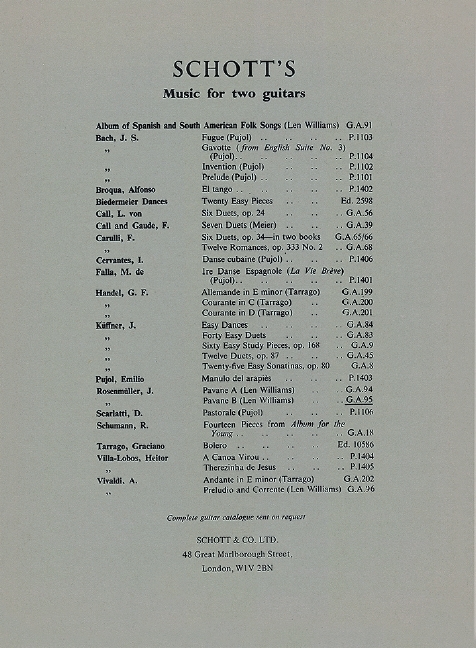 SCHOTT'S
Music for two guitars
Album of Spanish and South American Folk Songs (Len Williams) G.A.91
Bach, J. S. Fugue (Pujol) .. .. .. .. P.1103
,, Gavotte (from English Suite No. 3)
(Pujol) .. .. .. .. P.1104
,, Invention (Pujol) .. .. .. P.1102
,, Prelude (Pujol) .. .. .. .. P.1101
Broqua, Alfonso El tango .. .. .. .. P.1402
Biedermeier Dances Twenty Easy Pieces .. .. Ed. 2598
Call, L. von Six Duets, op. 24 .. .. .. G.A.56
Call and Gaude, F. Seven Duets (Meier) .. .. .. G.A.39
Carulli, F. Six Duets, op. 34—in two books G.A.65/66
,, Twelve Romances, op. 333 No. 2 .. G.A.68
Cervantes, I. Danse cubaine (Pujol) .. .. .. P.1406
Falla, M. de Ire Danse Espagnole (La Vie Brève)
(Pujol) .. .. .. .. P.1401
Handel, G. F. Allemande in E minor (Tarrago) G.A.199
,, Courante in C (Tarrago) .. G.A.200
,, Courante in D (Tarrago) .. G.A.201
Küffner, J. Easy Dances .. .. .. .. G.A.84
,, Forty Easy Duets .. .. .. G.A.83
,, Sixty Easy Study Pieces, op. 168 .. G.A.9
,, Twelve Duets, op. 87 .. .. .. G.A.45
,, Twenty-five Easy Sonatinas, op. 80 G.A.8
Pujol, Emilio Manulo del arapiès .. .. .. P.1403
Rosenmüller, J. Pavane A (Len Williams) .. .. G.A.94
,, Pavane B (Len Williams) .. .. G.A.95
Scarlatti, D. Pastorale (Pujol) .. .. .. P.1106
Schumann, R. Fourteen Pieces from Album for the
Young .. .. .. .. .. G.A.18
Tarrago, Graciano Bolero .. .. .. .. Ed. 10586
Villa-Lobos, Heitor A Canoa Virou .. .. .. .. P.1404
,, Therezinha de Jesus .. .. .. P.1405
Vivaldi, A. Andante in E minor (Tarrago) G.A.202
,, Preludio and Corrente (Len Williams) G.A.96
Complete guitar catalogue sent on request
SCHOTT & CO. LTD.
48 Great Marlborough Street,
London, W1V 2BN